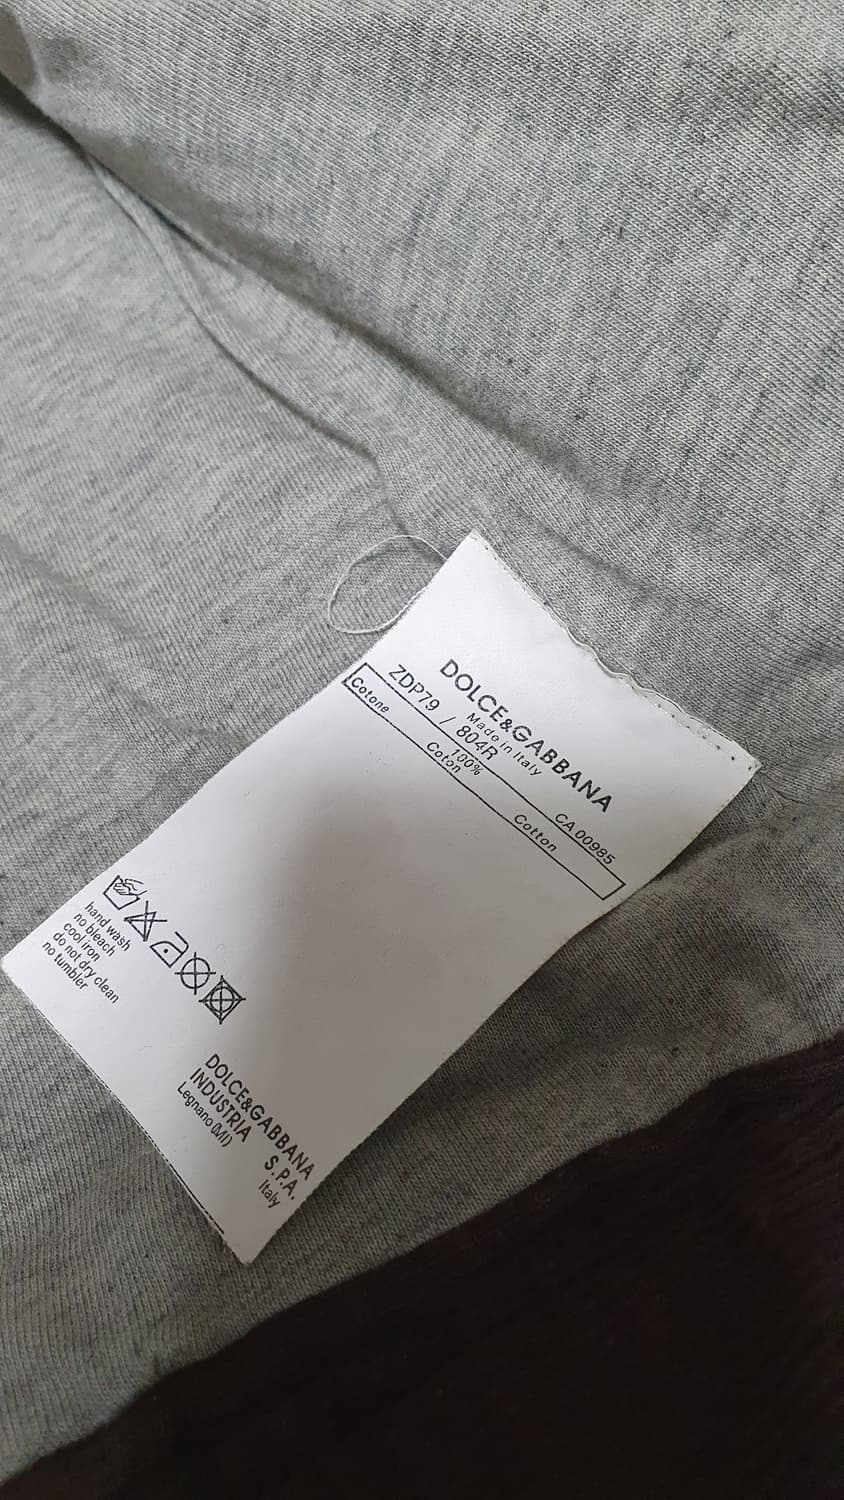 DOLCE&GABBANA
Made in Italy
ZDP79 / 804R CA 00985
Cotone 100% Cotton
Coton
hand wash
no bleach
cool iron
do not dry clean
no tumbler
DOLCE&GABBANA
INDUSTRIA S.P.A.
Legnano (MI) Italy